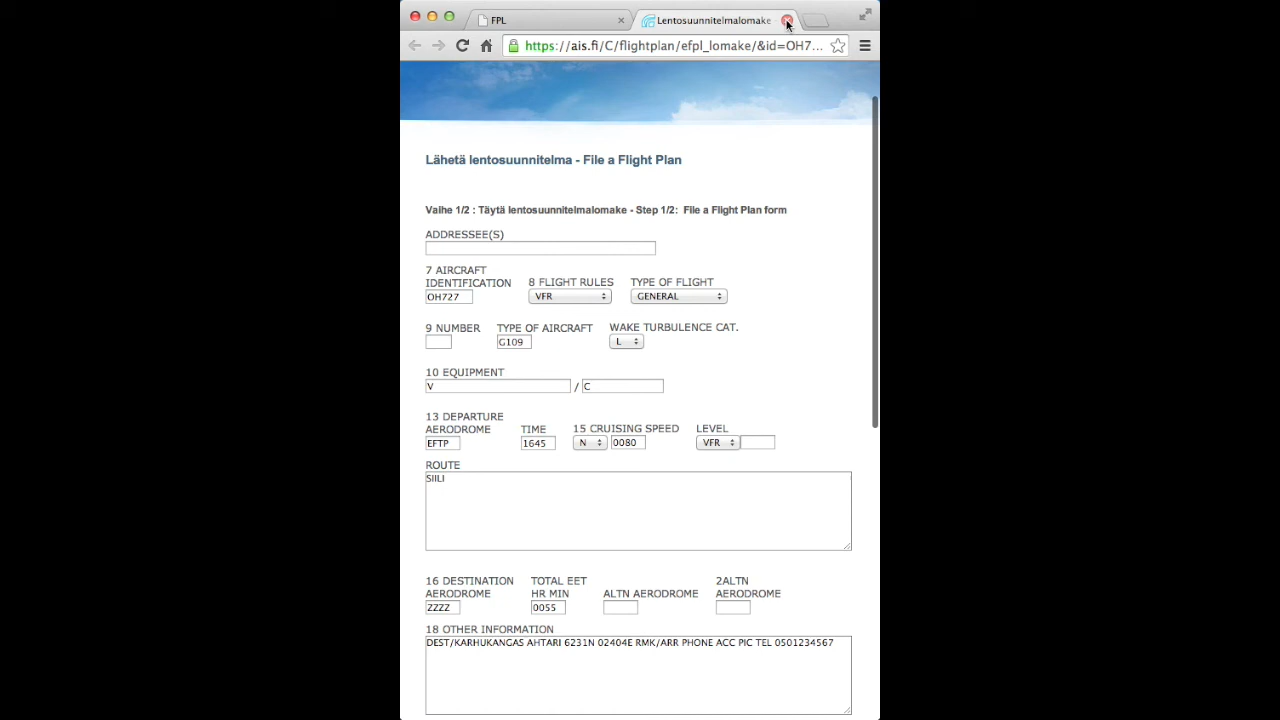 FPL
Lentosuunnitelmalomake
https://ais.fi/C/flightplan/efpl_lomake/&id=OH7...
Lähetä lentosuunnitelma - File a Flight Plan
Vaihe 1/2 : Täytä lentosuunnitelmalomake - Step 1/2: File a Flight Plan form
ADDRESSEE(S)
7 AIRCRAFT
IDENTIFICATION 8 FLIGHT RULES TYPE OF FLIGHT
OH727 VFR GENERAL
9 NUMBER TYPE OF AIRCRAFT WAKE TURBULENCE CAT.
G109 L
10 EQUIPMENT
V / C
13 DEPARTURE
AERODROME TIME 15 CRUISING SPEED LEVEL
EFTP 1645 N 0080 VFR
ROUTE
SIILI
16 DESTINATION TOTAL EET 2ALTN
AERODROME HR MIN ALTN AERODROME AERODROME
ZZZZ 0055
18 OTHER INFORMATION
DEST/KARHUKANGAS AHTARI 6231N 02404E RMK/ARR PHONE ACC PIC TEL 0501234567